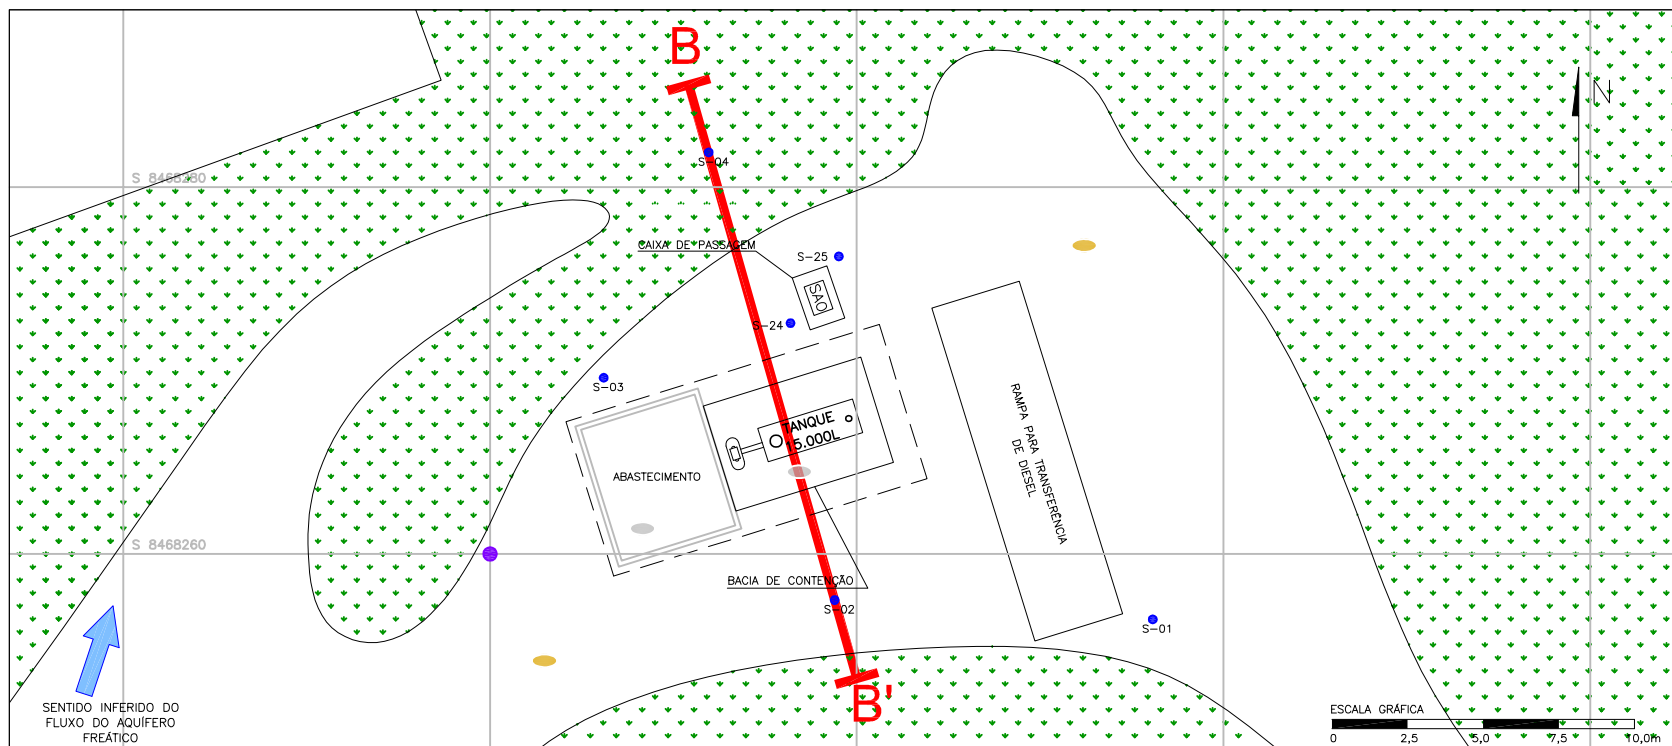 B
N
S-04
S 8468280
CAIXA DE PASSAGEM
S-25
SAO
S-24
S-03
TANQUE
15.000L
RAMPA PARA TRANSFERÊNCIA
DE DIESEL
ABASTECIMENTO
S 8468260
BACIA DE CONTENÇÃO
S-02
S-01
B'
SENTIDO INFERIDO DO
FLUXO DO AQUÍFERO
FREÁTICO
ESCALA GRÁFICA
0 2,5 5,0 7,5 10,0m